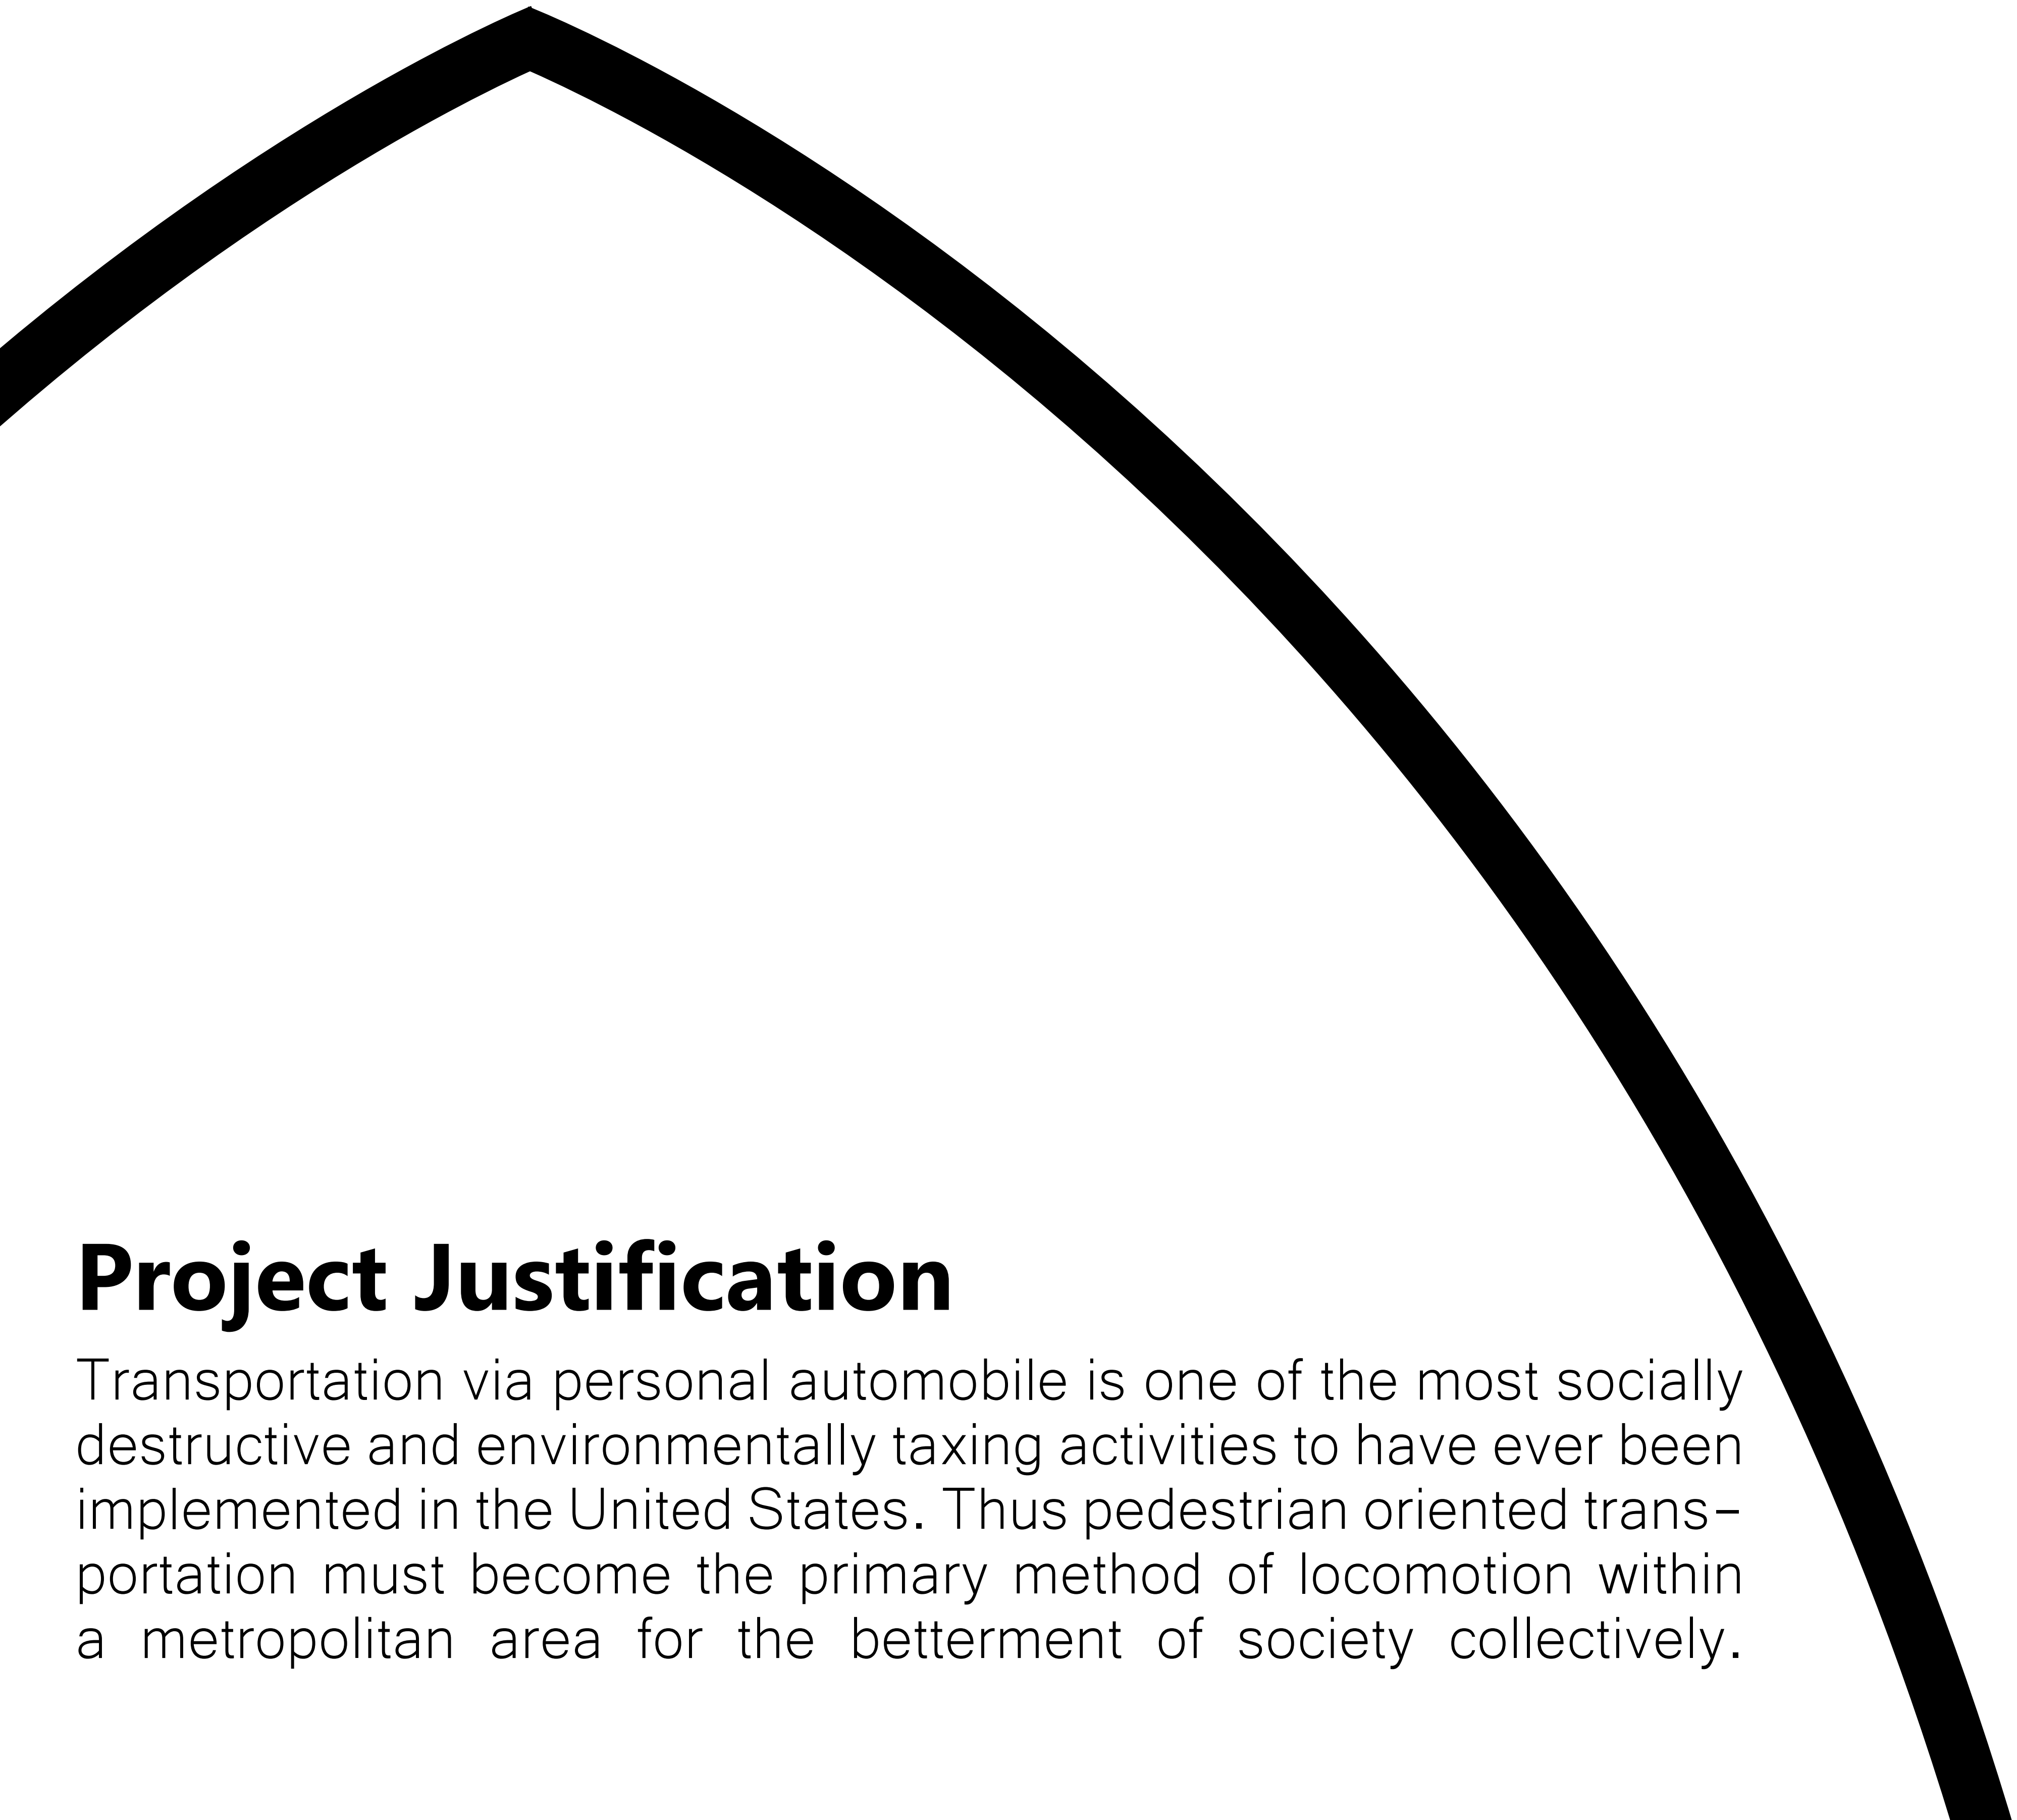 Project Justification
Transportation via personal automobile is one of the most socially
destructive and environmentally taxing activities to have ever been
implemented in the United States. Thus pedestrian oriented trans-
portation must become the primary method of locomotion within
a metropolitan area for the betterment of society collectively.